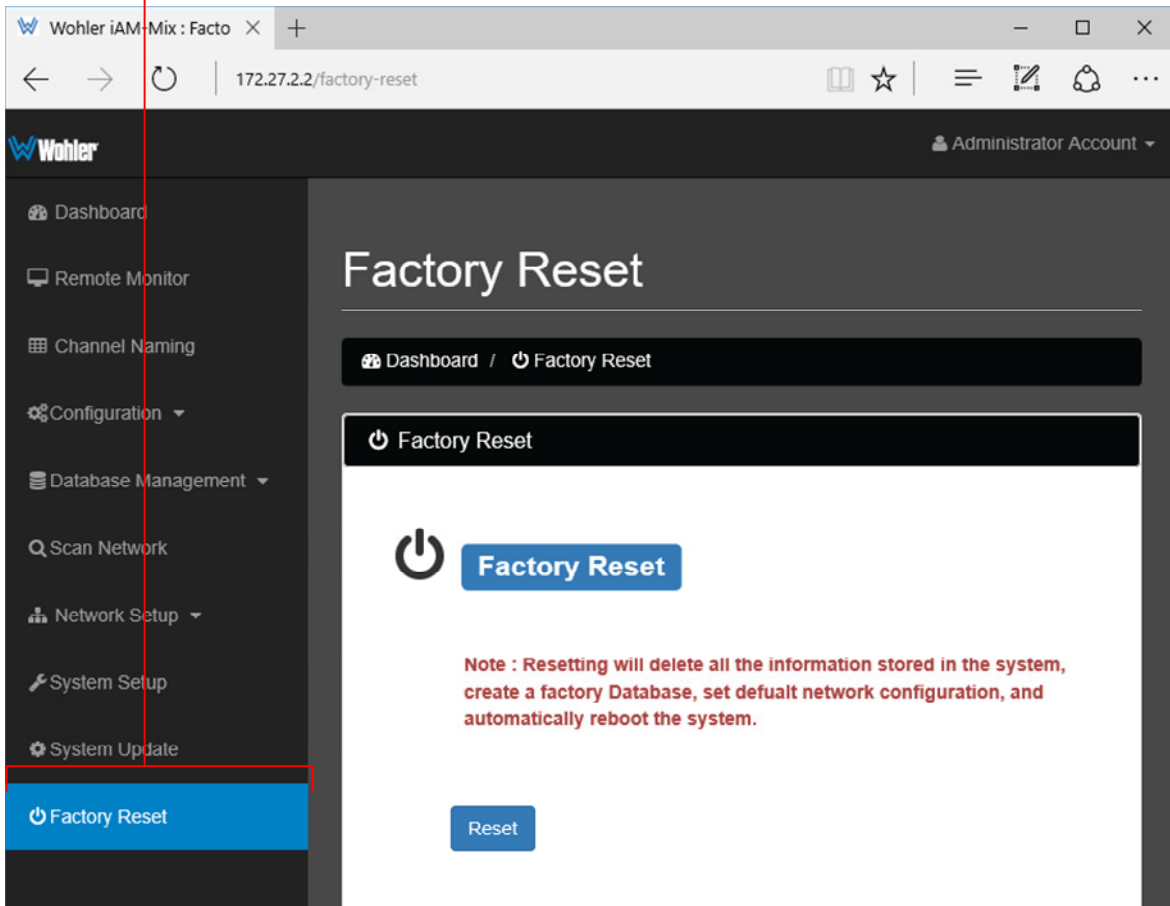 Wohler iAM-Mix : Facto
172.27.2.2/factory-reset
Wohler
Administrator Account
Dashboard
Remote Monitor
Channel Naming
Configuration
Database Management
Scan Network
Network Setup
System Setup
System Update
Factory Reset
Factory Reset
Dashboard / Factory Reset
Factory Reset
Factory Reset
Note : Resetting will delete all the information stored in the system,
create a factory Database, set defualt network configuration, and
automatically reboot the system.
Reset